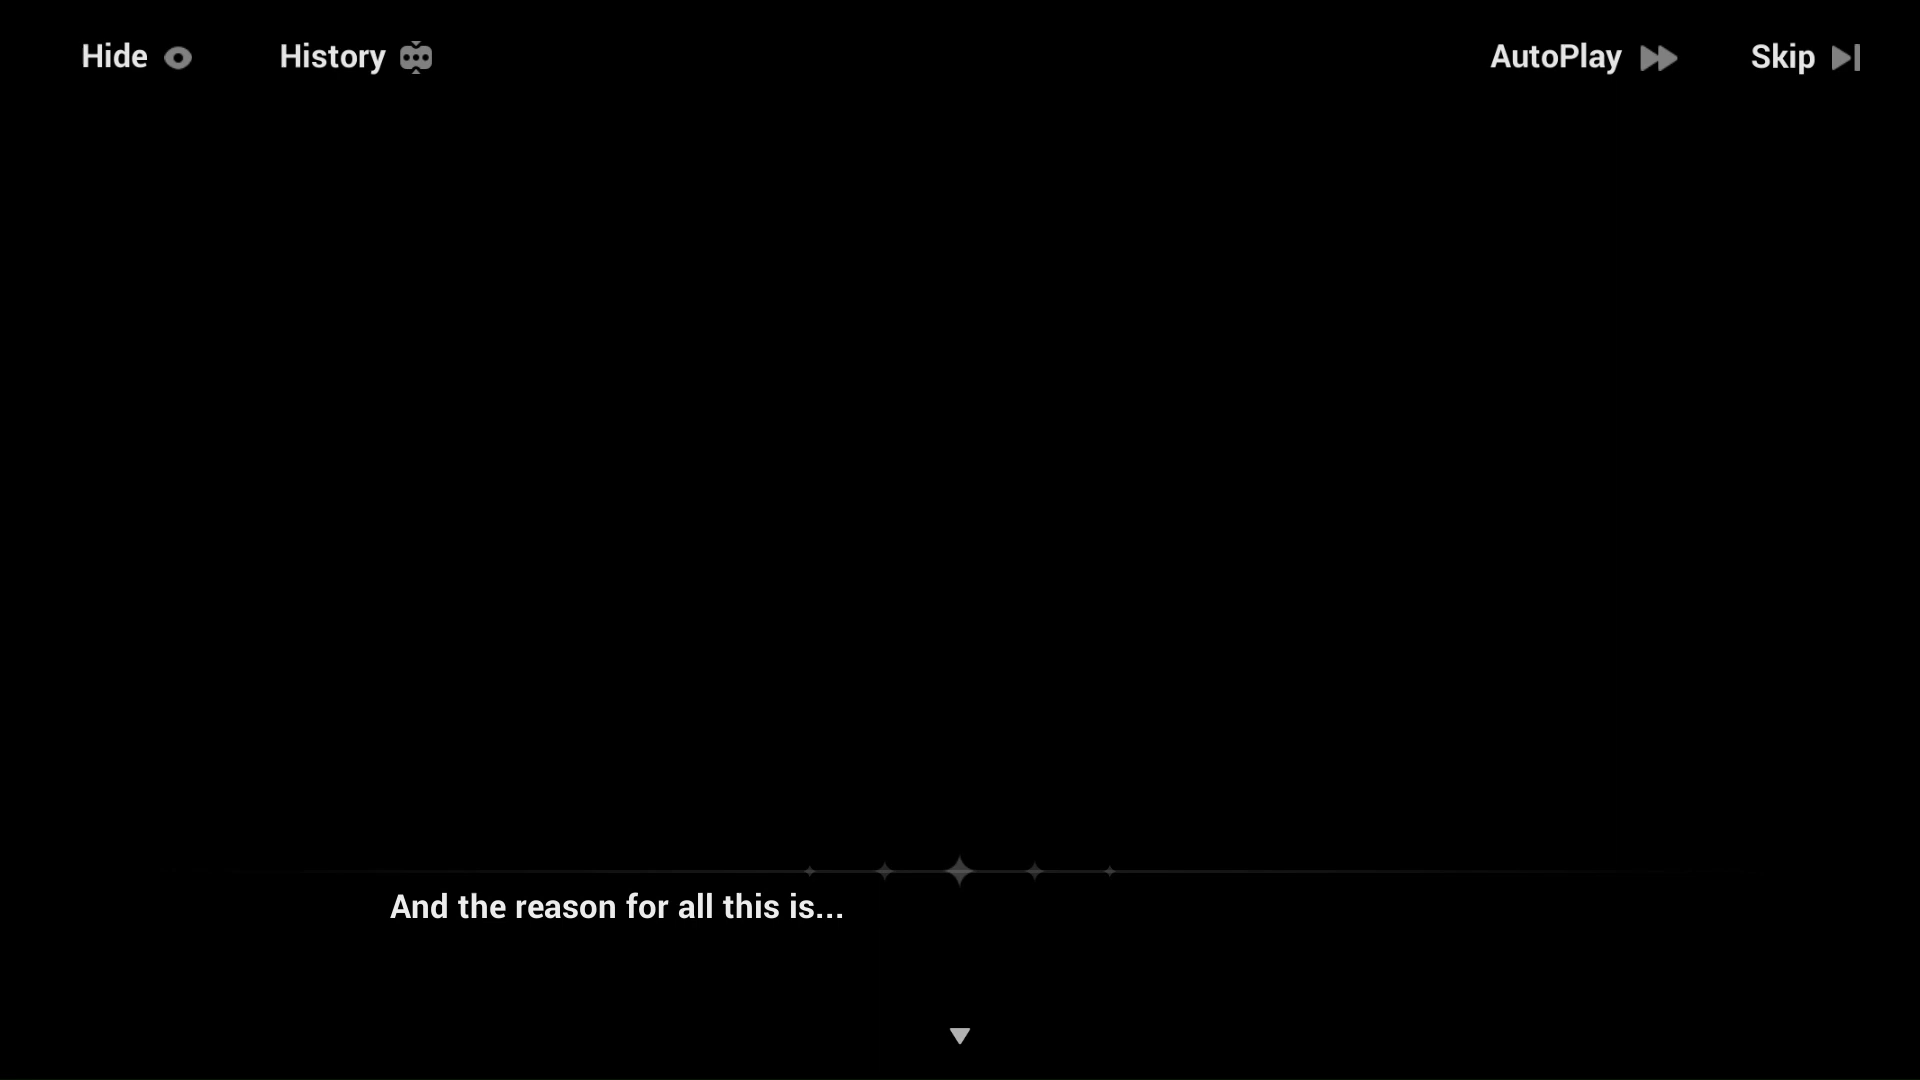 Hide
History
AutoPlay
Skip
And the reason for all this is...